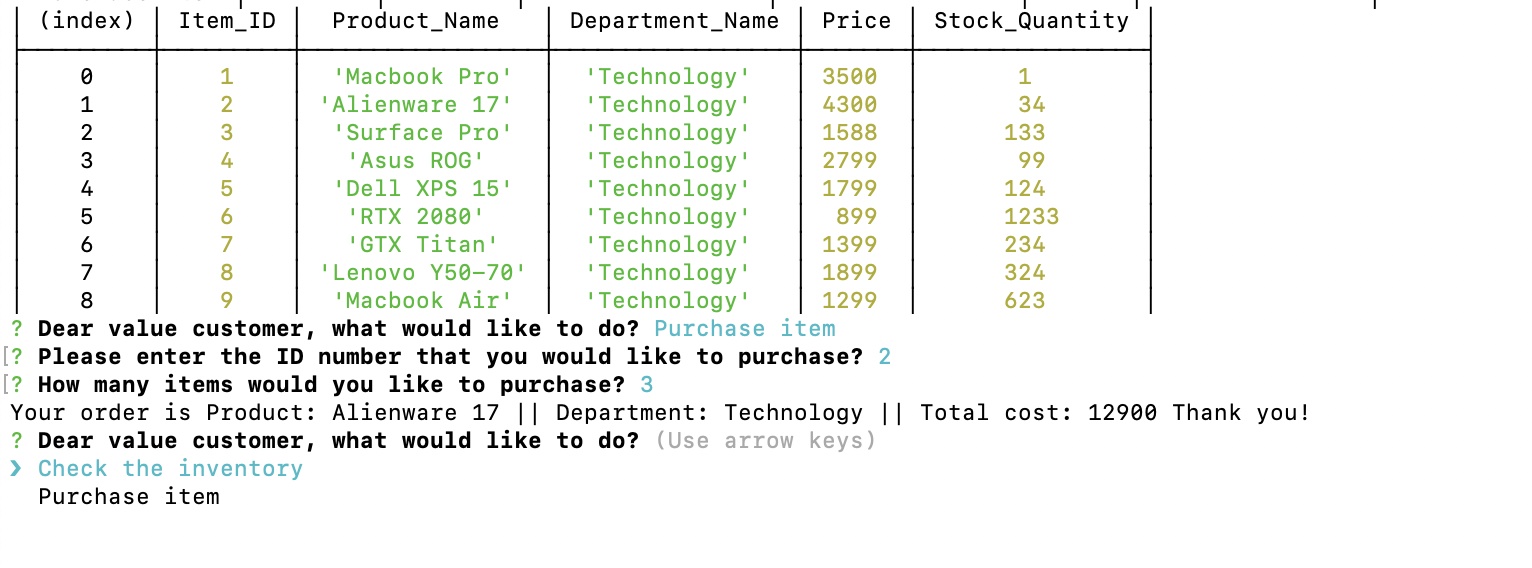 (index) Item_ID Product_Name Department_Name Price Stock_Quantity
0 1 'Macbook Pro' 'Technology' 3500 1
1 2 'Alienware 17' 'Technology' 4300 34
2 3 'Surface Pro' 'Technology' 1588 133
3 4 'Asus ROG' 'Technology' 2799 99
4 5 'Dell XPS 15' 'Technology' 1799 124
5 6 'RTX 2080' 'Technology' 899 1233
6 7 'GTX Titan' 'Technology' 1399 234
7 8 'Lenovo Y50-70' 'Technology' 1899 324
8 9 'Macbook Air' 'Technology' 1299 623
? Dear value customer, what would like to do? Purchase item
[? Please enter the ID number that you would like to purchase? 2
[? How many items would you like to purchase? 3
Your order is Product: Alienware 17 || Department: Technology || Total cost: 12900 Thank you!
? Dear value customer, what would like to do? (Use arrow keys)
❯ Check the inventory
Purchase item